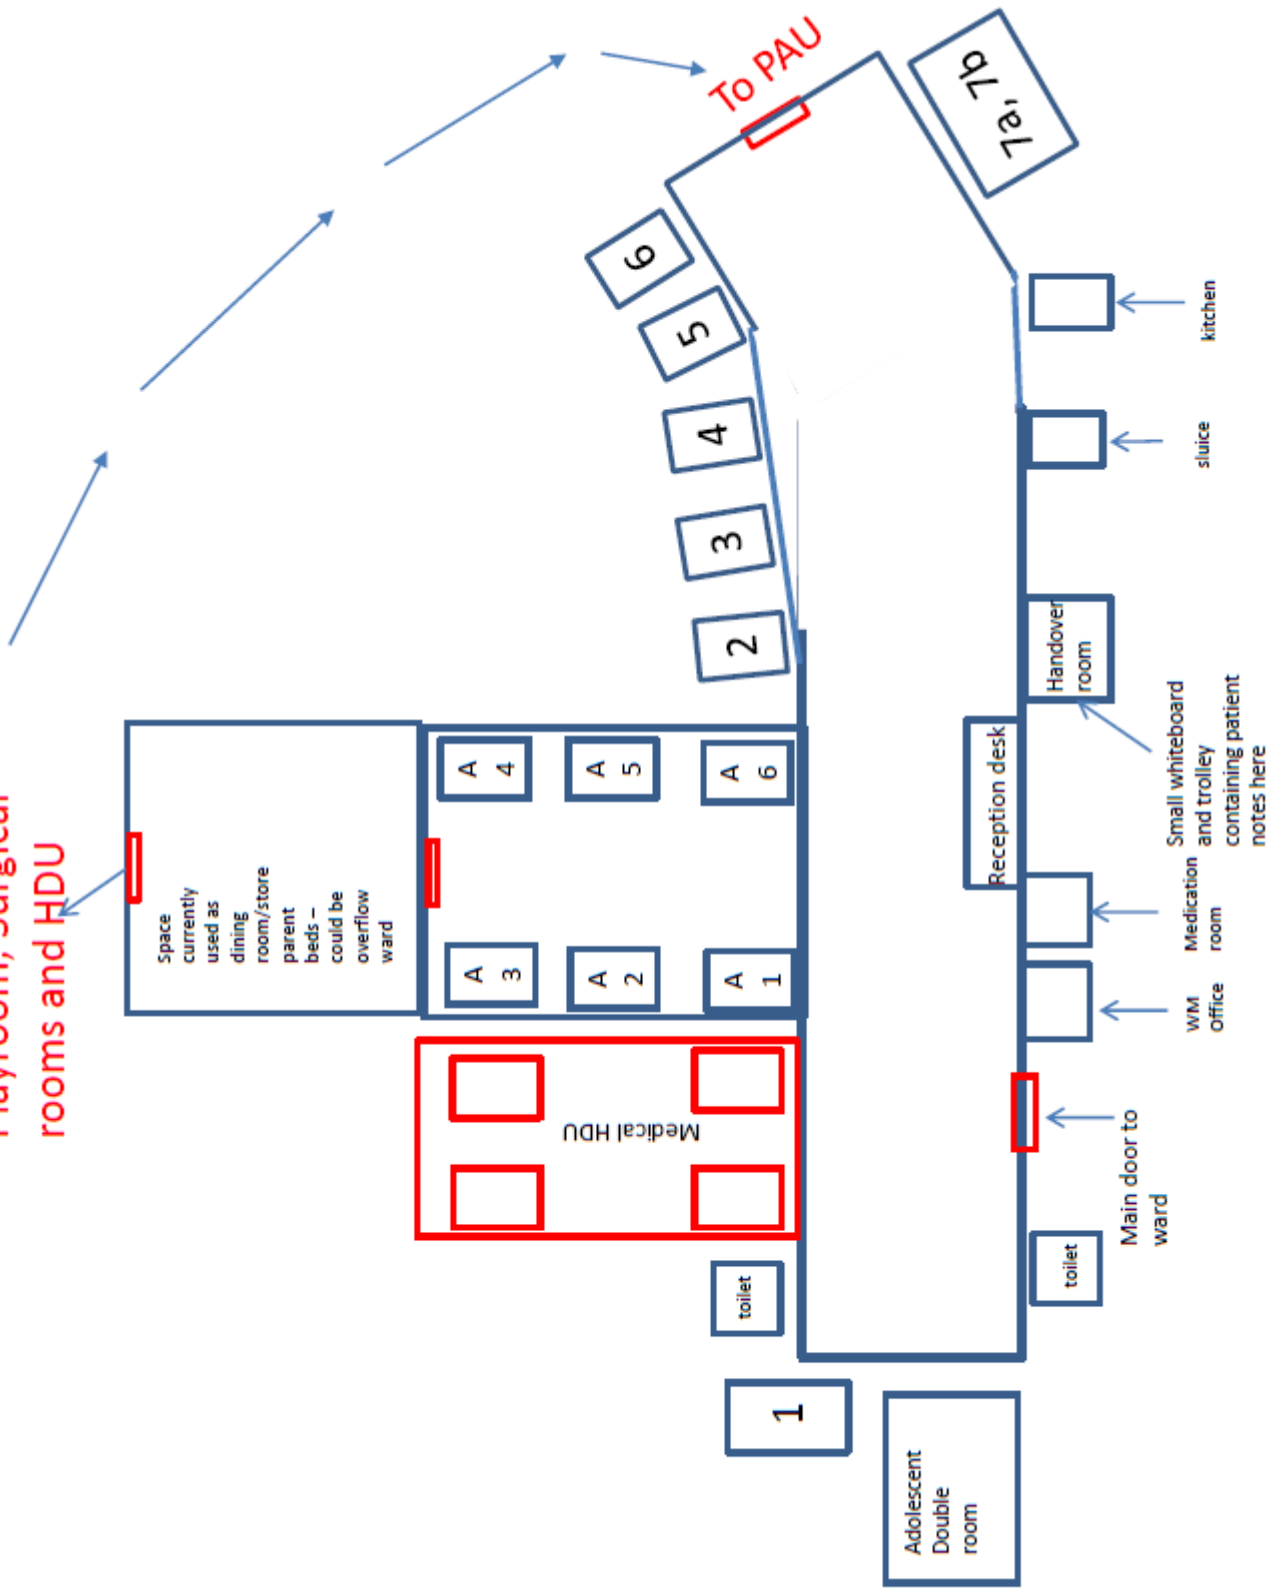 Playroom, Surgical
rooms and HDU
To PAU
Space
currently
used as
dining
room/store
parent
beds –
could be
overflow
ward
A
4
A
5
A
6
A
3
A
2
A
1
Medical HDU
toilet
1
Adolescent
Double
room
2
3
4
5
6
7a, 7b
Reception desk
toilet
Main door to
ward
WM
Office
Medication
room
Handover
room
Small whiteboard
and trolley
containing patient
notes here
sluice
kitchen